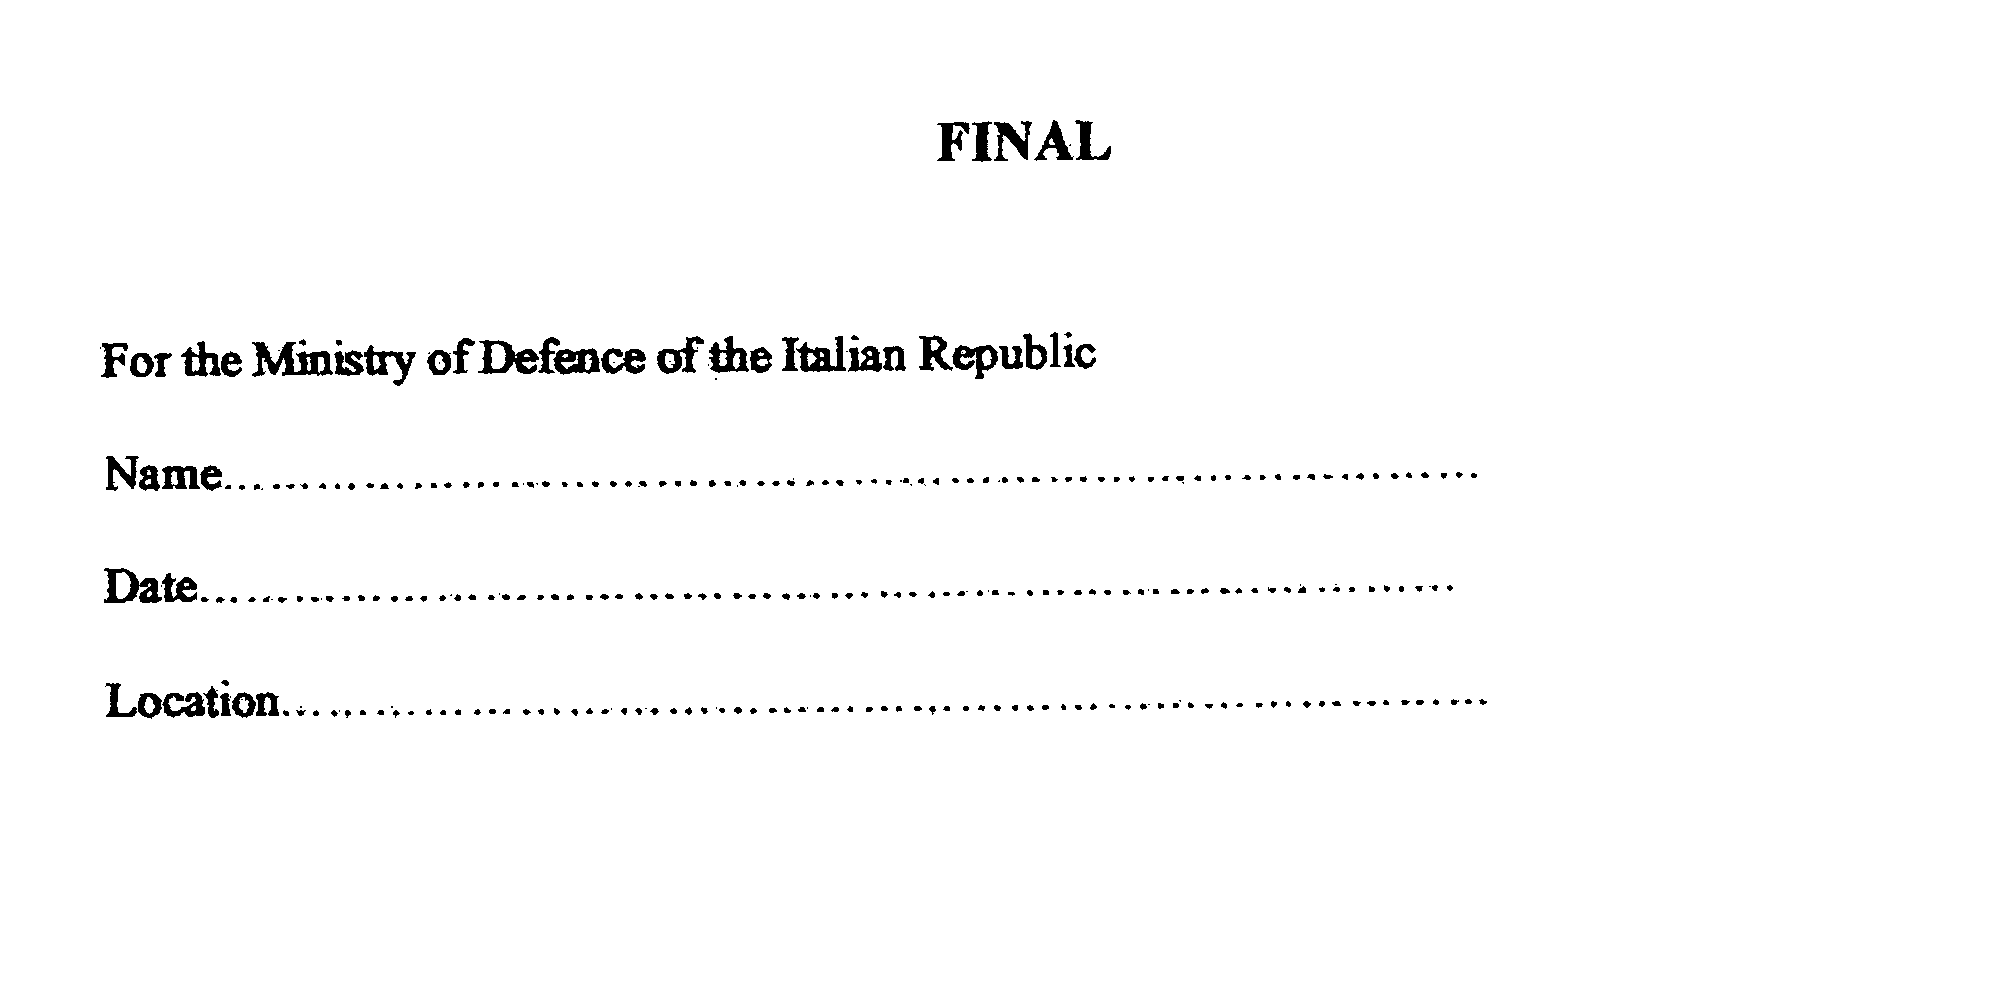 FINAL
For the Ministry of Defence of the Italian Republic
Name........................................................................
Date........................................................................
Location.....................................................................